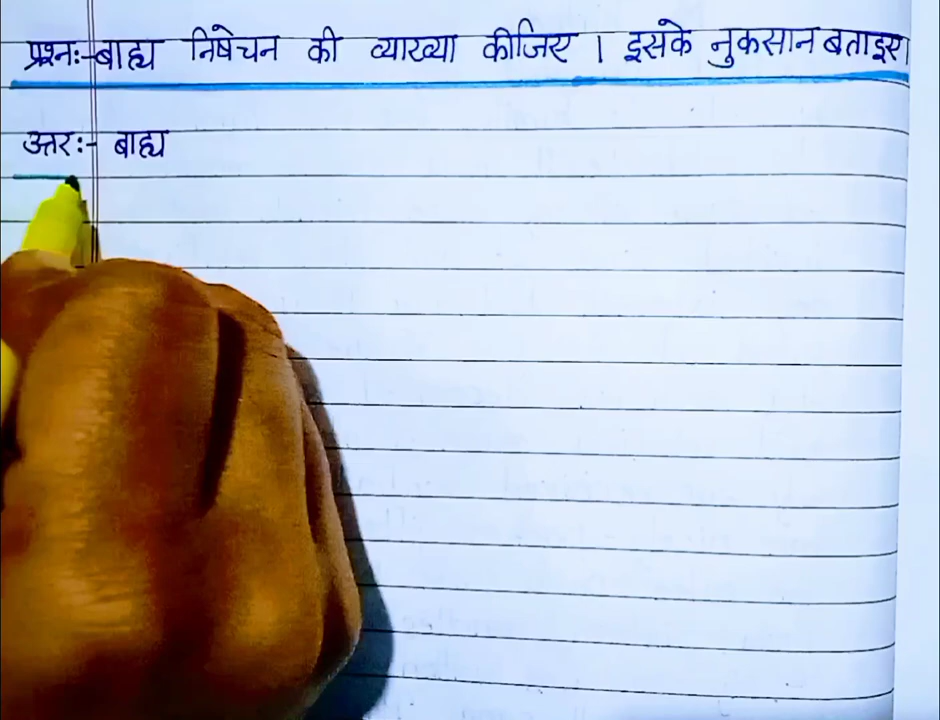 प्रश्नः- बाह्य निषेचन की व्याख्या कीजिए । इसके नुकसान बताइए।
उत्तरः- बाह्य